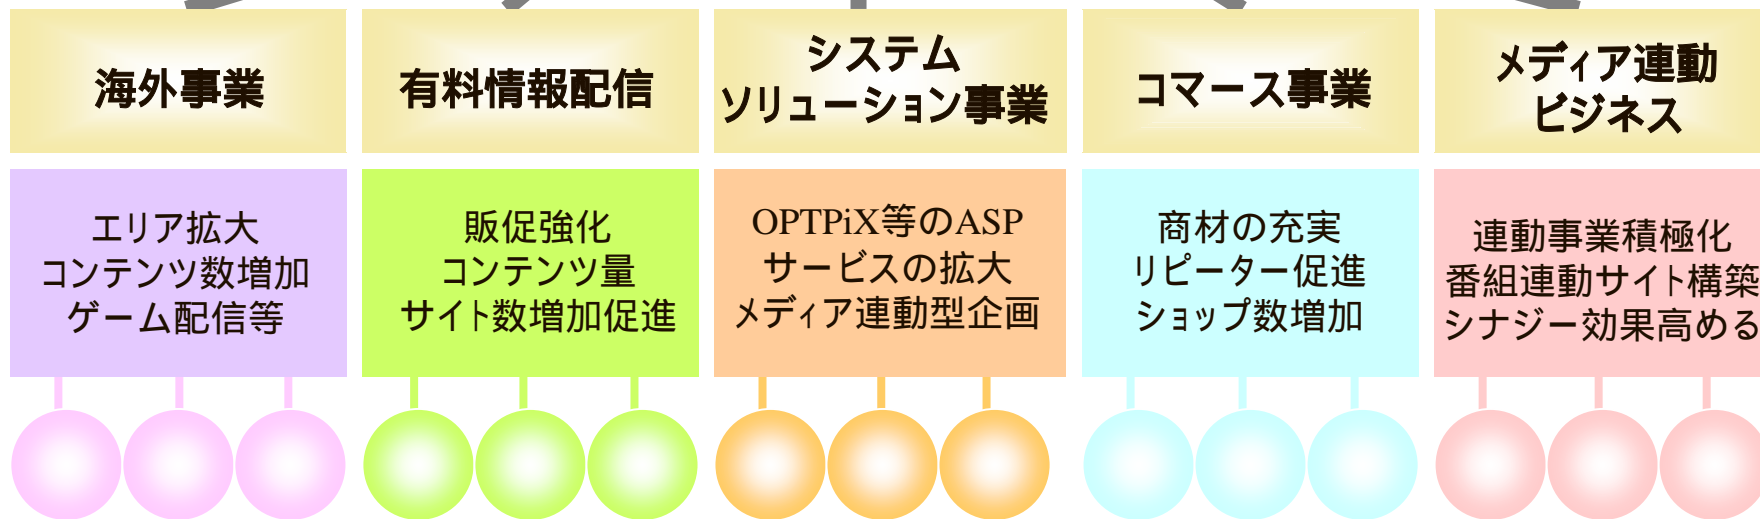 海外事業
有料情報配信
システム
ソリューション事業
コマース事業
メディア連動
ビジネス
エリア拡大
コンテンツ数増加
ゲーム配信等
販促強化
コンテンツ量
サイト数増加促進
OPTPiX等のASP
サービスの拡大
メディア連動型企画
商材の充実
リピーター促進
ショップ数増加
連動事業積極化
番組連動サイト構築
シナジー効果高める